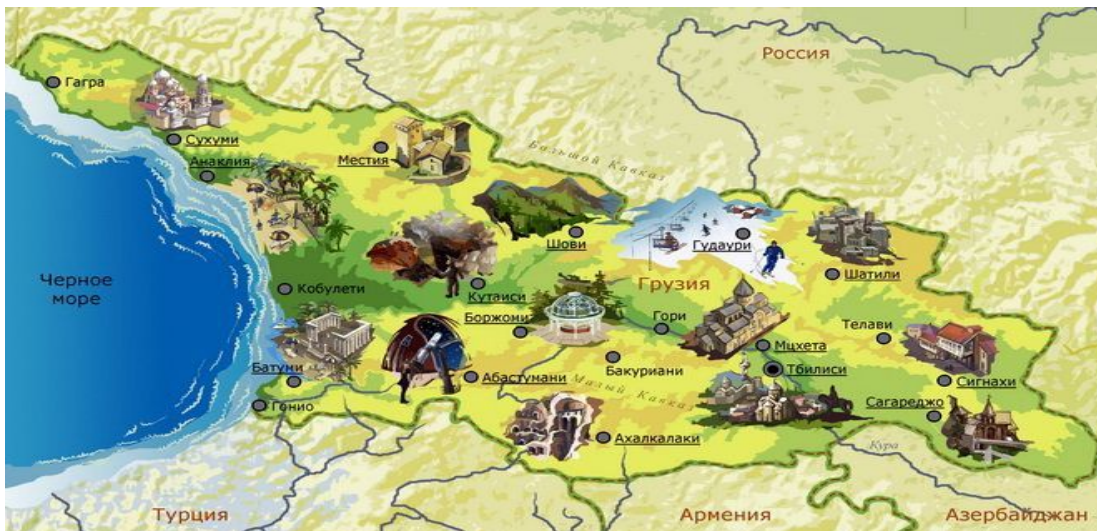 Россия
Гагра
Сухуми
Анаклия
Местия
Большой Кавказ
Шови
Гудаури
Шатили
Черное
море
Кобулети
Кутаиси
Грузия
Боржоми
Гори
Телави
Мцхета
Батуми
Абастумани
Бакуриани
Тбилиси
Сигнахи
Малый Кавказ
Гонио
Сагареджо
Ахалкалаки
Кура
Турция
Армения
Азербайджан